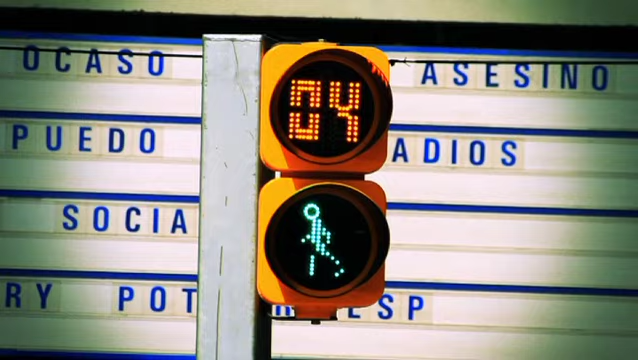 OCASO ASESINO
04
PUEDO ADIOS
SOCIA
RY POT ESP